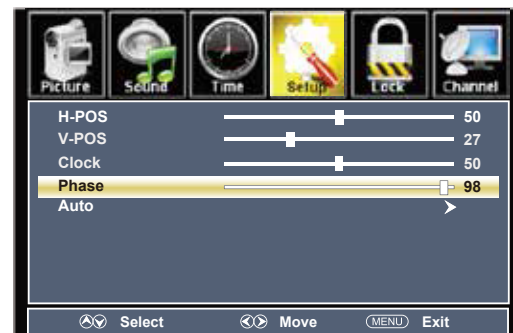 Picture Sound Time Setup Lock Channel
H-POS 50
V-POS 27
Clock 50
Phase 98
Auto
Select Move MENU Exit